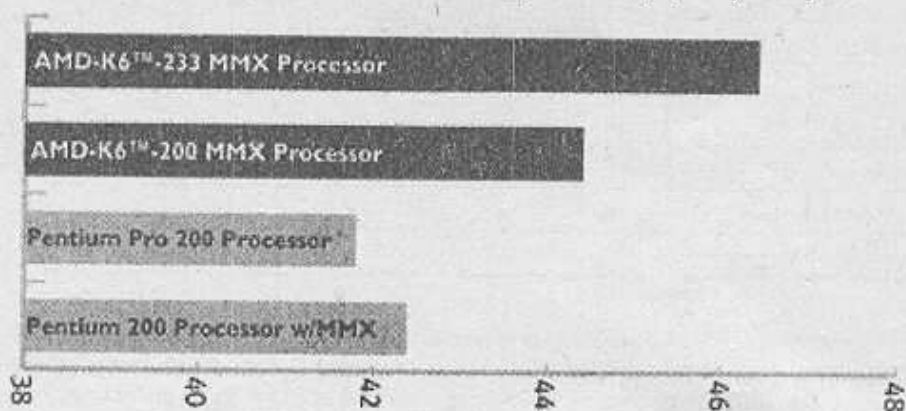 AMD-K6™-233 MMX Processor
AMD-K6™-200 MMX Processor
Pentium Pro 200 Processor*
Pentium 200 Processor w/MMX
38 40 42 44 46 48